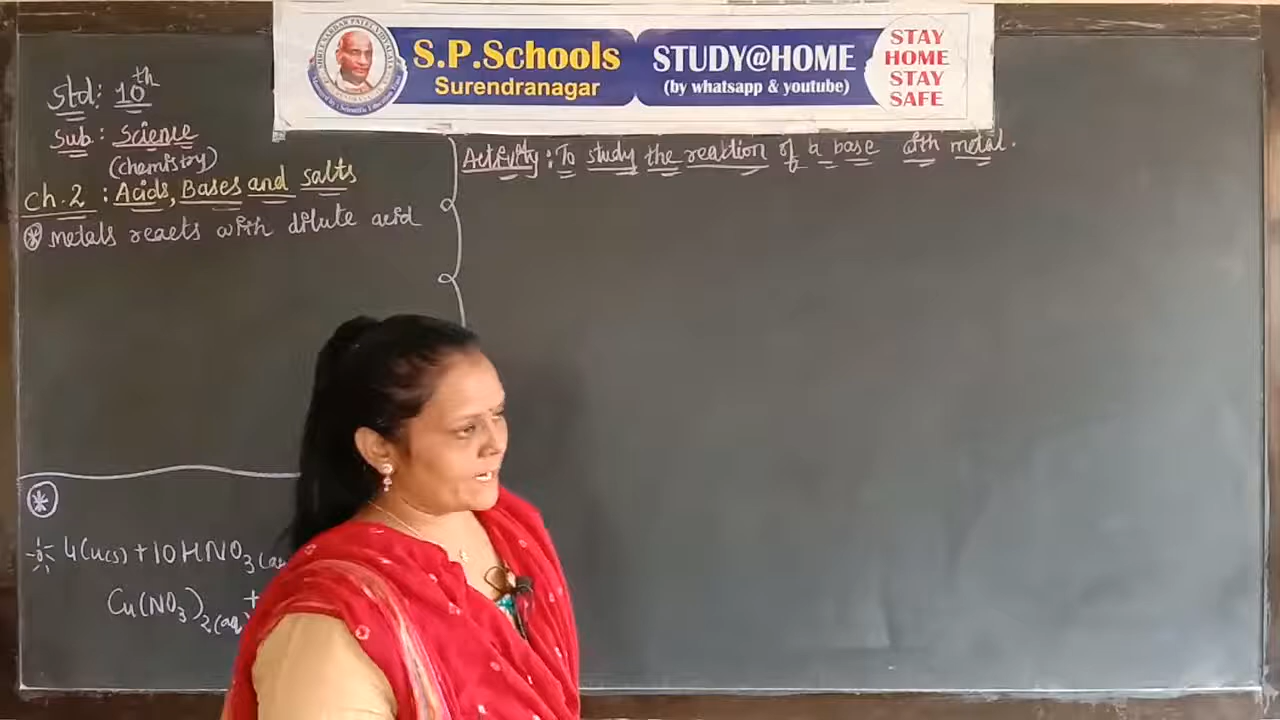 S.P.Schools
Surendranagar
STUDY@HOME
(by whatsapp & youtube)
STAY
HOME
STAY
SAFE
Std: 10th
Sub: Science
(chemistry)
Ch.2 : Acids, Bases and salts
* Metals reacts with dilute acid
*
4Cu(s) + 10HNO3(aq
Cu(NO3)2(aq) +
Activity: To study the reaction of a base with metal.